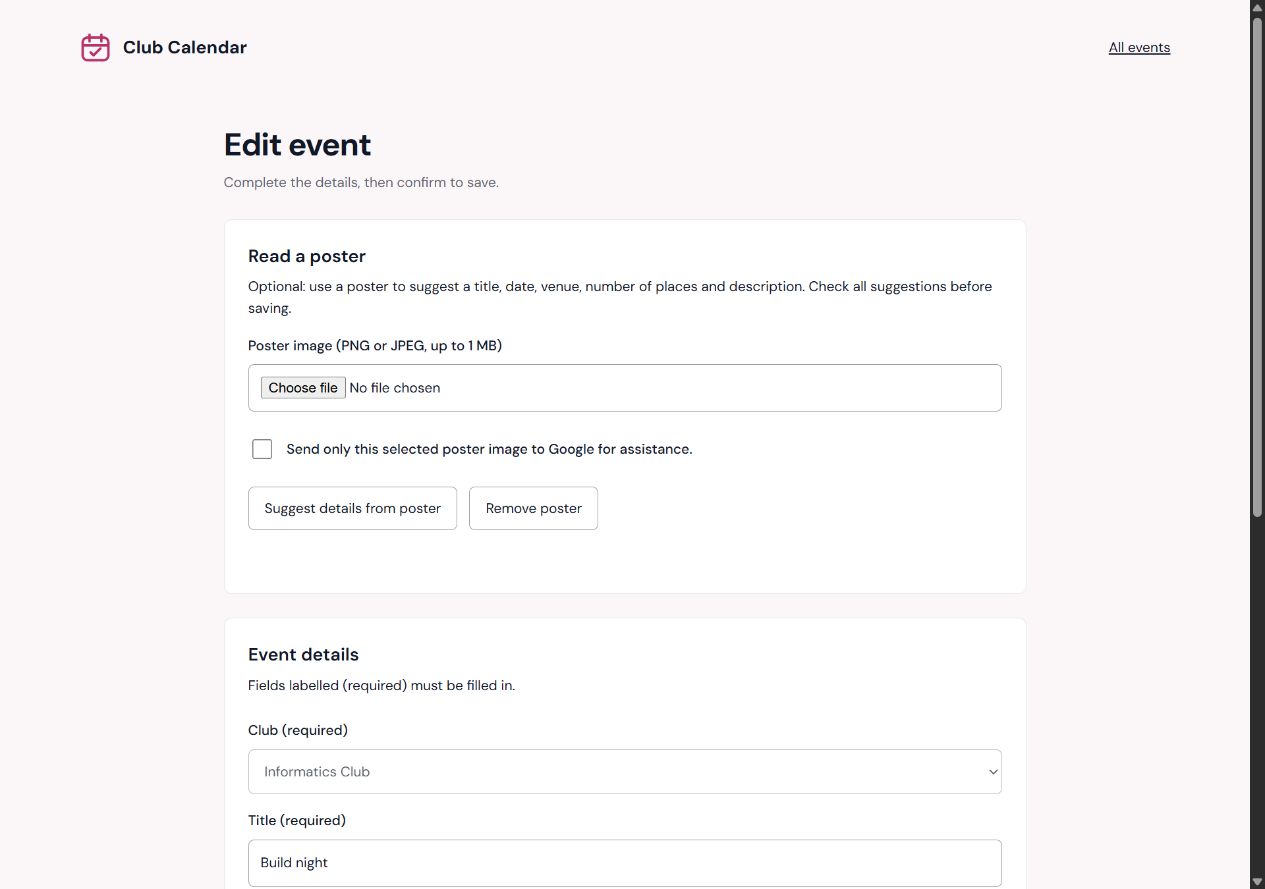 Club Calendar
All events
Edit event
Complete the details, then confirm to save.
Read a poster
Optional: use a poster to suggest a title, date, venue, number of places and description. Check all suggestions before
saving.
Poster image (PNG or JPEG, up to 1 MB)
Choose file No file chosen
Send only this selected poster image to Google for assistance.
Suggest details from poster
Remove poster
Event details
Fields labelled (required) must be filled in.
Club (required)
Informatics Club
Title (required)
Build night